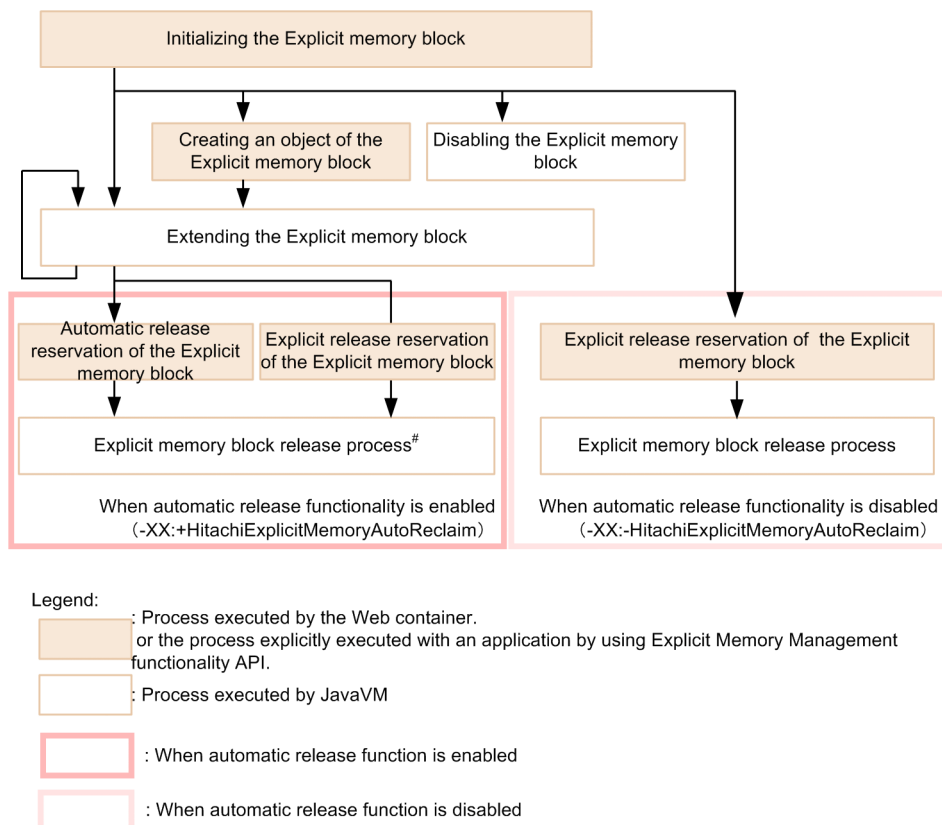 Initializing the Explicit memory block
Creating an object of the
Explicit memory block
Disabling the Explicit memory
block
Extending the Explicit memory block
Automatic release
reservation of the Explicit
memory block
Explicit release reservation
of the Explicit memory block
Explicit release reservation of  the Explicit
memory block
Explicit memory block release process#
Explicit memory block release process
When automatic release functionality is enabled
（-XX:+HitachiExplicitMemoryAutoReclaim）
When automatic release functionality is disabled
（-XX:-HitachiExplicitMemoryAutoReclaim）
Legend:
: Process executed by the Web container.
or the process explicitly executed with an application by using Explicit Memory Management
functionality API.
: Process executed by JavaVM
: When automatic release function is enabled
: When automatic release function is disabled